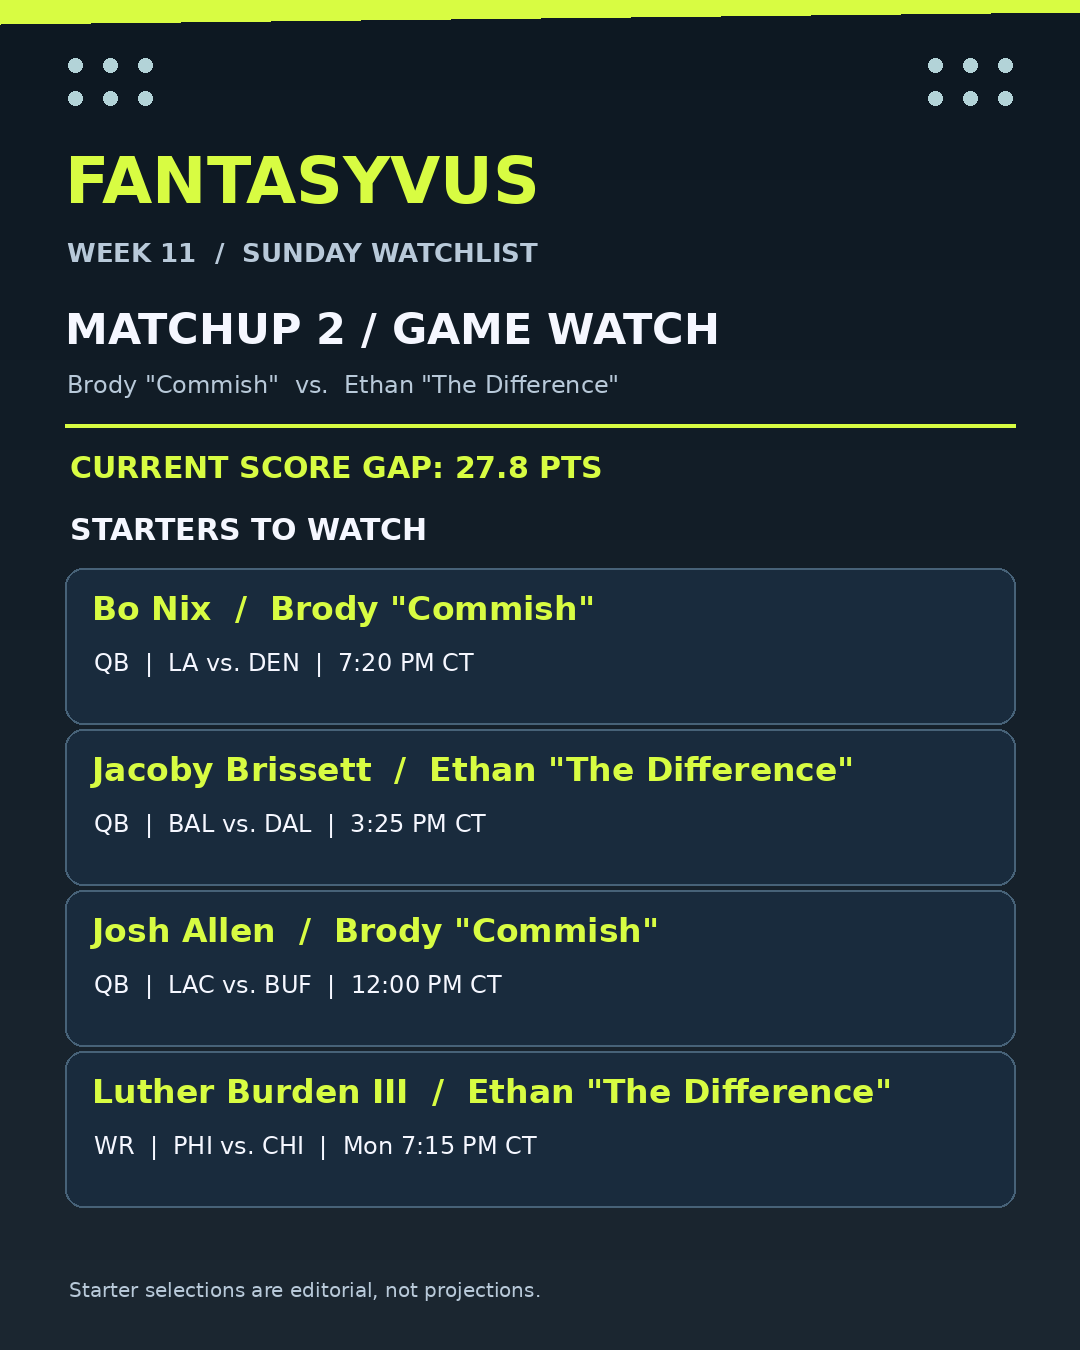 FANTASYVUS
WEEK 11 / SUNDAY WATCHLIST
MATCHUP 2 / GAME WATCH
Brody "Commish" vs. Ethan "The Difference"
CURRENT SCORE GAP: 27.8 PTS
STARTERS TO WATCH
Bo Nix / Brody "Commish"
QB | LA vs. DEN | 7:20 PM CT
Jacoby Brissett / Ethan "The Difference"
QB | BAL vs. DAL | 3:25 PM CT
Josh Allen / Brody "Commish"
QB | LAC vs. BUF | 12:00 PM CT
Luther Burden III / Ethan "The Difference"
WR | PHI vs. CHI | Mon 7:15 PM CT
Starter selections are editorial, not projections.